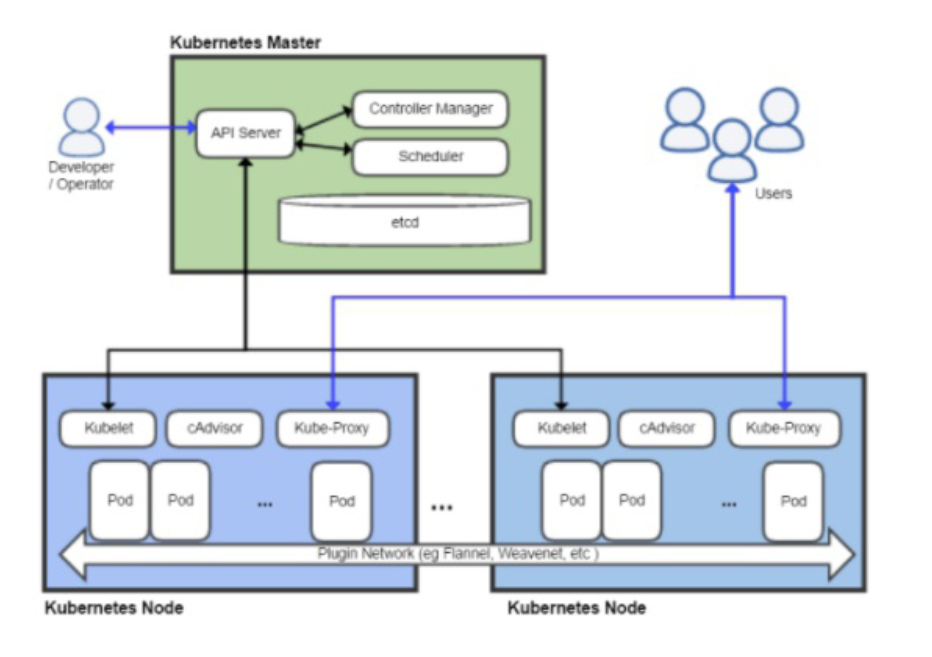 Kubernetes Master
Controller Manager
API Server
Scheduler
Developer
/ Operator
Users
etcd
Kubelet
cAdvisor
Kube-Proxy
Kubelet
cAdvisor
Kube-Proxy
Pod
Pod
...
Pod
...
Pod
Pod
...
Pod
Plugin Network (eg Flannel, Weavenet, etc )
Kubernetes Node
Kubernetes Node